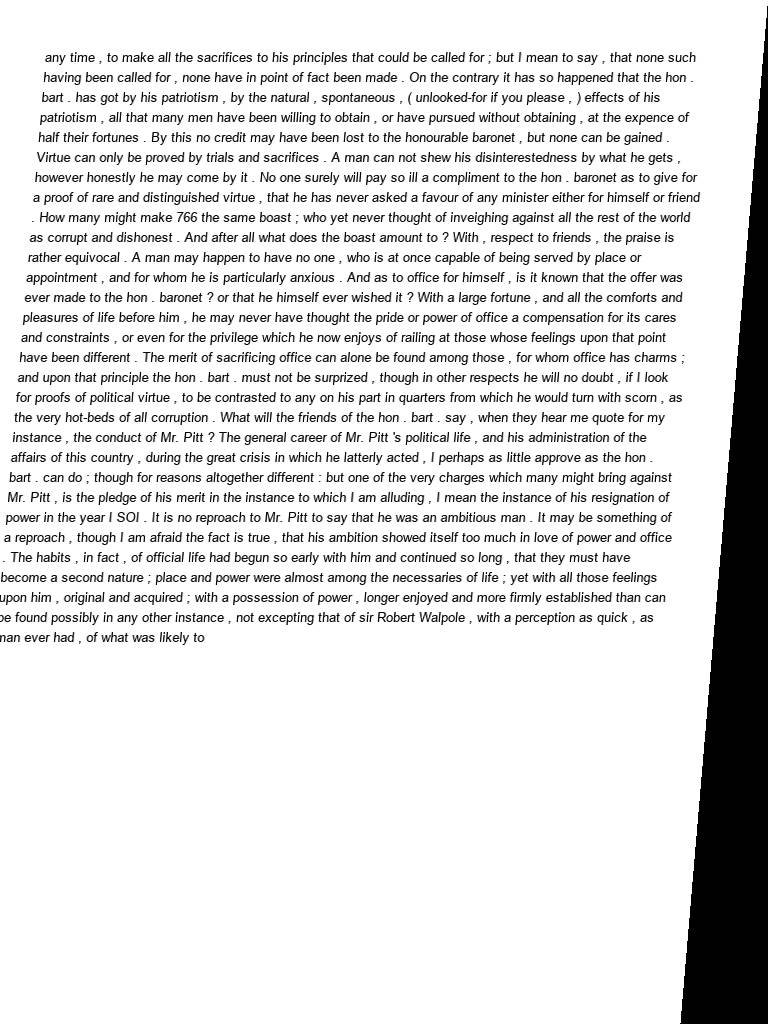 any time , to make all the sacrifices to his principles that could be called for ; but I mean to say , that none such
having been called for , none have in point of fact been made . On the contrary it has so happened that the hon .
bart . has got by his patriotism , by the natural , spontaneous , ( unlooked-for if you please , ) effects of his
patriotism , all that many men have been willing to obtain , or have pursued without obtaining , at the expence of
half their fortunes . By this no credit may have been lost to the honourable baronet , but none can be gained .
Virtue can only be proved by trials and sacrifices . A man can not shew his disinterestedness by what he gets ,
however honestly he may come by it . No one surely will pay so ill a compliment to the hon . baronet as to give for
a proof of rare and distinguished virtue , that he has never asked a favour of any minister either for himself or friend
. How many might make 766 the same boast ; who yet never thought of inveighing against all the rest of the world
as corrupt and dishonest . And after all what does the boast amount to ? With , respect to friends , the praise is
rather equivocal . A man may happen to have no one , who is at once capable of being served by place or
appointment , and for whom he is particularly anxious . And as to office for himself , is it known that the offer was
ever made to the hon . baronet ? or that he himself ever wished it ? With a large fortune , and all the comforts and
pleasures of life before him , he may never have thought the pride or power of office a compensation for its cares
and constraints , or even for the privilege which he now enjoys of railing at those whose feelings upon that point
have been different . The merit of sacrificing office can alone be found among those , for whom office has charms ;
and upon that principle the hon . bart . must not be surprized , though in other respects he will no doubt , if I look
for proofs of political virtue , to be contrasted to any on his part in quarters from which he would turn with scorn , as
the very hot-beds of all corruption . What will the friends of the hon . bart . say , when they hear me quote for my
instance , the conduct of Mr. Pitt ? The general career of Mr. Pitt 's political life , and his administration of the
affairs of this country , during the great crisis in which he latterly acted , I perhaps as little approve as the hon .
bart . can do ; though for reasons altogether different : but one of the very charges which many might bring against
Mr. Pitt , is the pledge of his merit in the instance to which I am alluding , I mean the instance of his resignation of
power in the year I SOI . It is no reproach to Mr. Pitt to say that he was an ambitious man . It may be something of
a reproach , though I am afraid the fact is true , that his ambition showed itself too much in love of power and office
. The habits , in fact , of official life had begun so early with him and continued so long , that they must have
become a second nature ; place and power were almost among the necessaries of life ; yet with all those feelings
upon him , original and acquired ; with a possession of power , longer enjoyed and more firmly established than can
be found possibly in any other instance , not excepting that of sir Robert Walpole , with a perception as quick , as
man ever had , of what was likely to